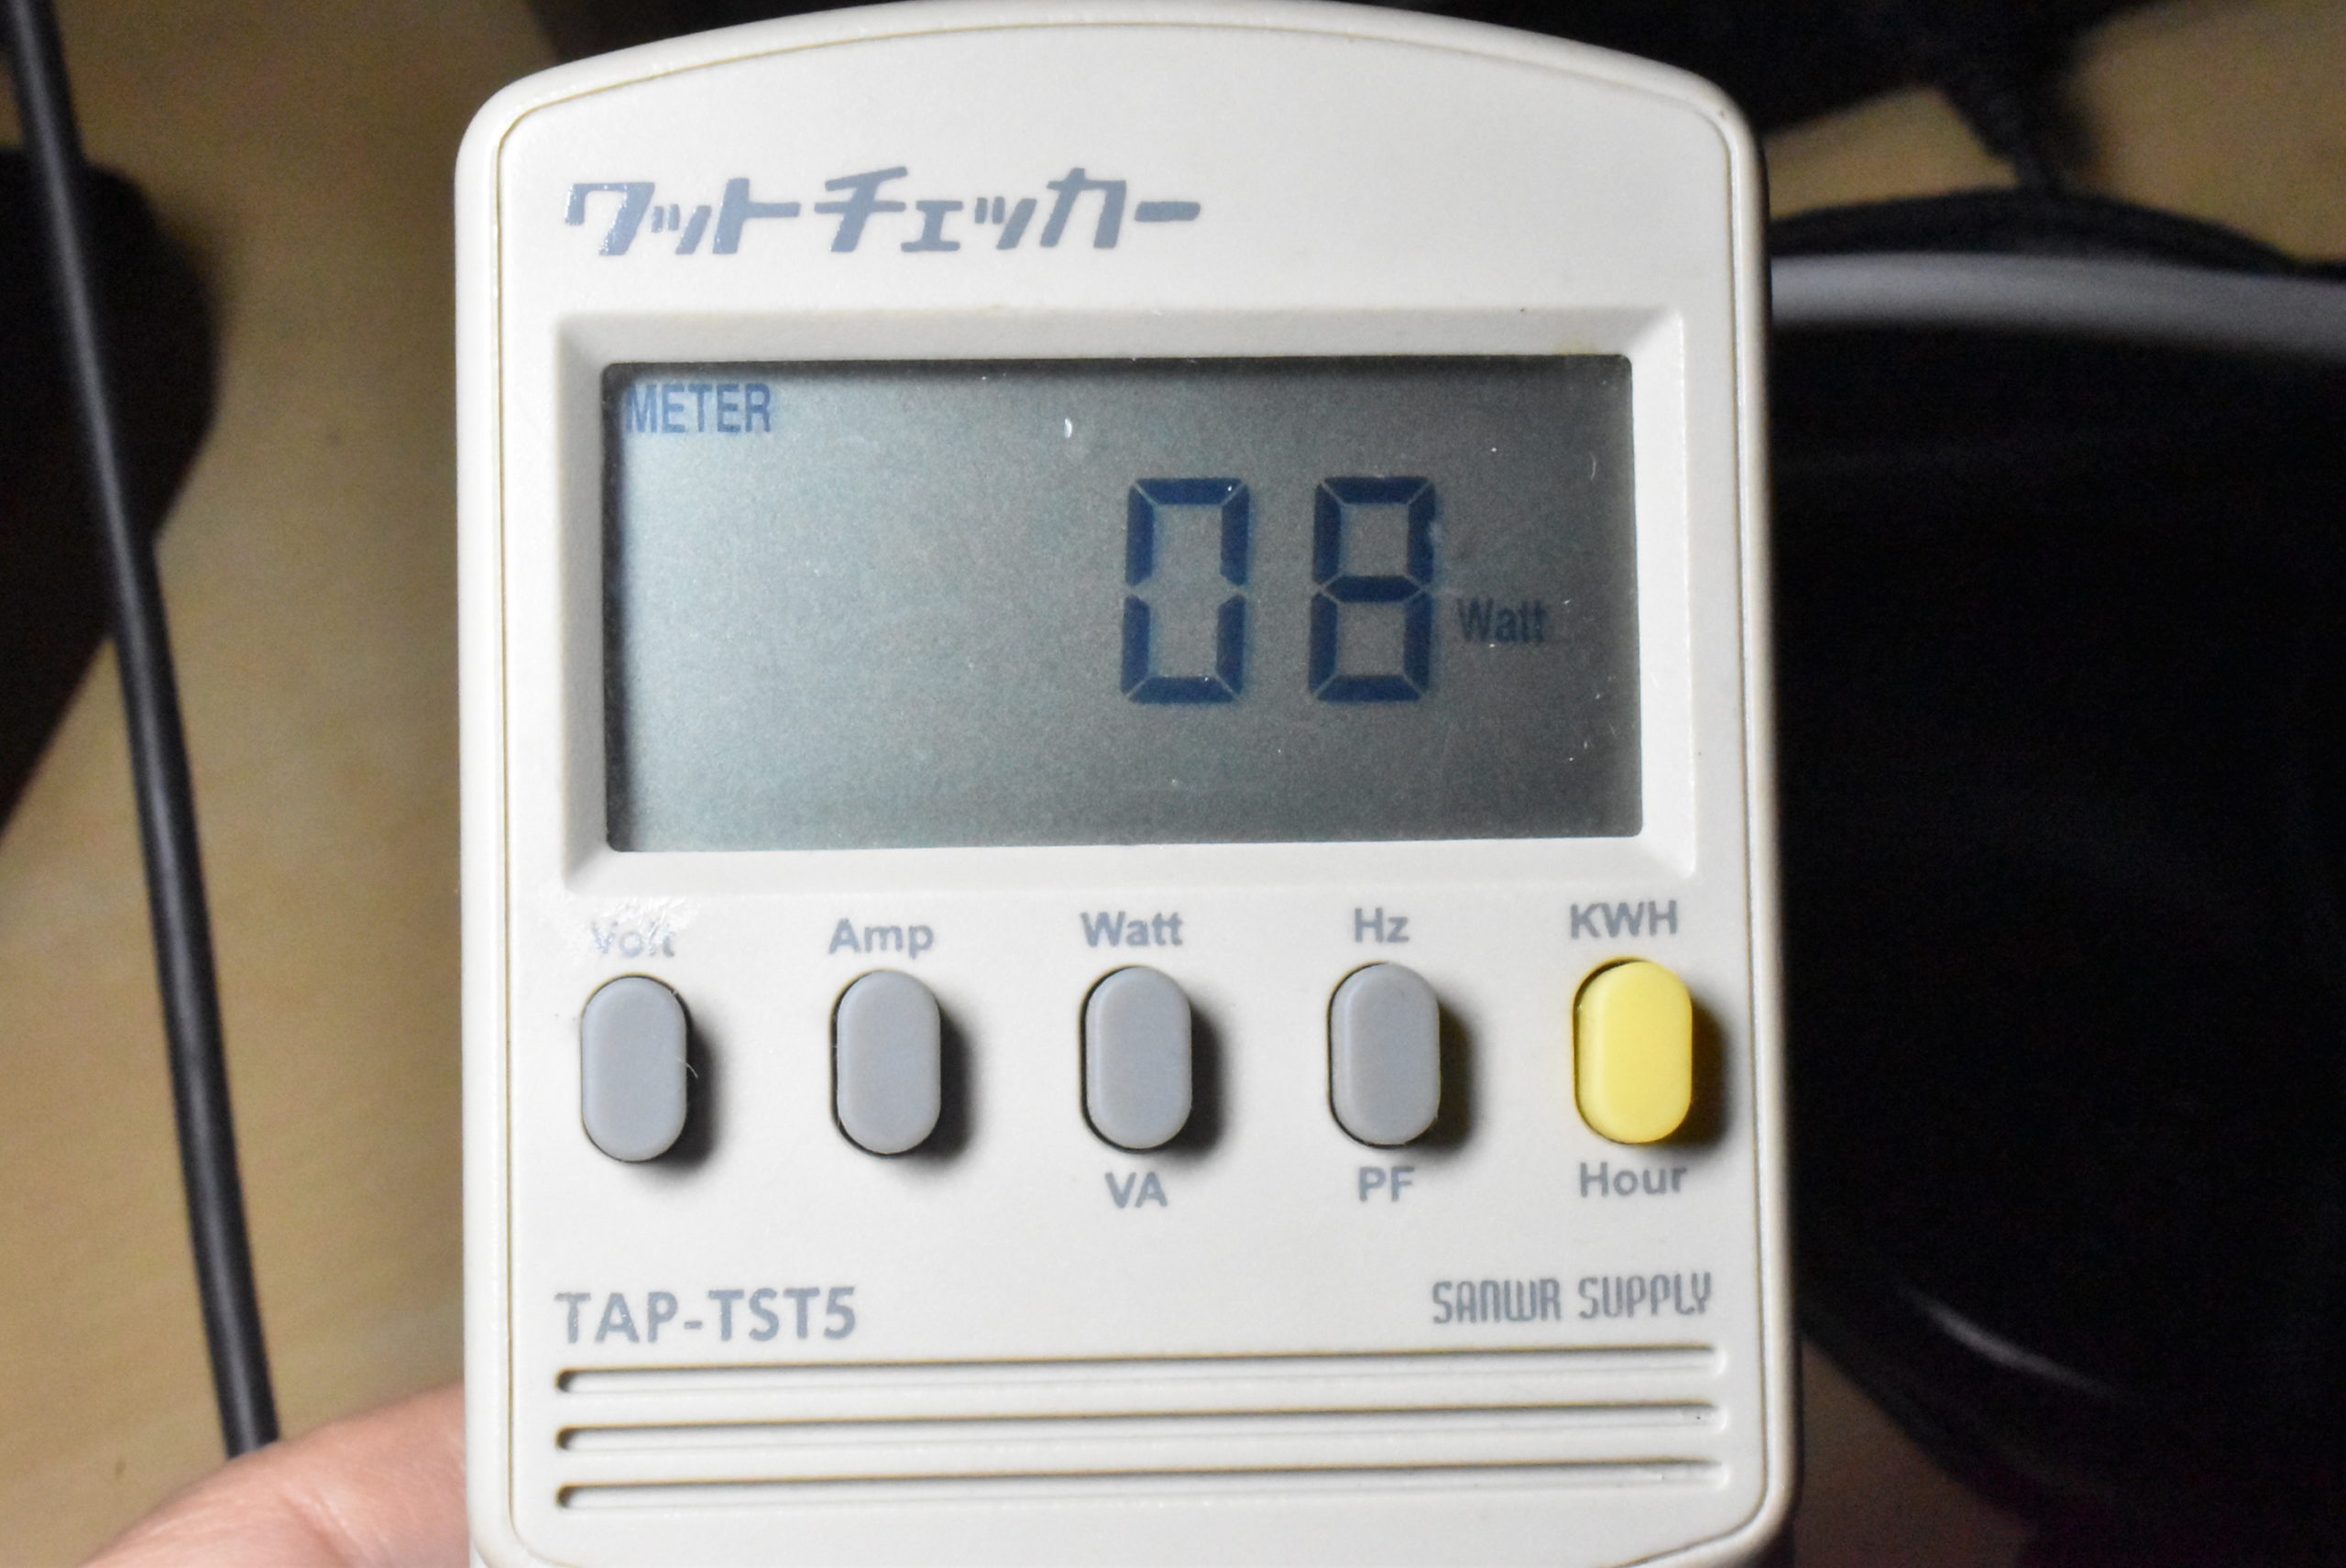 ワットチェッカー
METER
08 Watt
Volt Amp Watt Hz KWH
VA PF Hour
TAP-TST5 SANWA SUPPLY